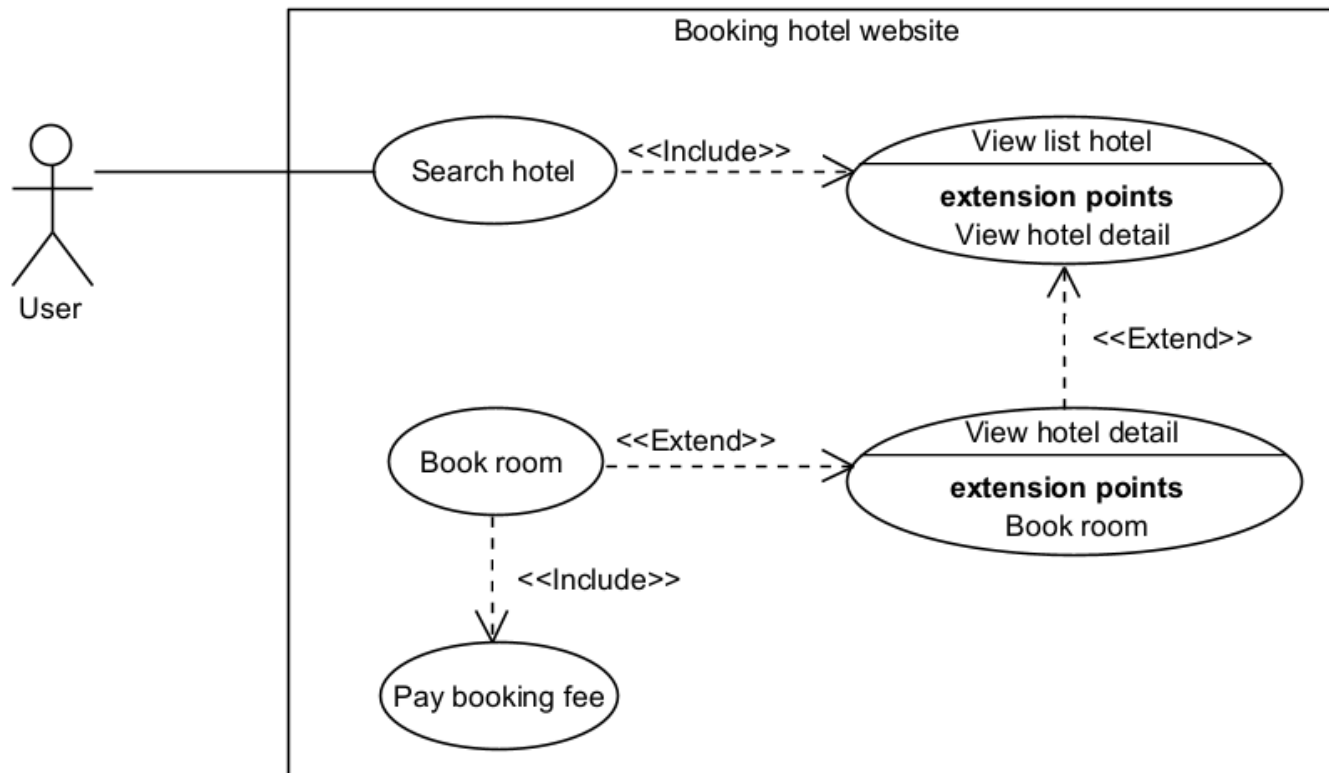 Booking hotel website
Search hotel
<<Include>>
View list hotel
extension points
View hotel detail
User
<<Extend>>
Book room
<<Extend>>
View hotel detail
extension points
Book room
<<Include>>
Pay booking fee